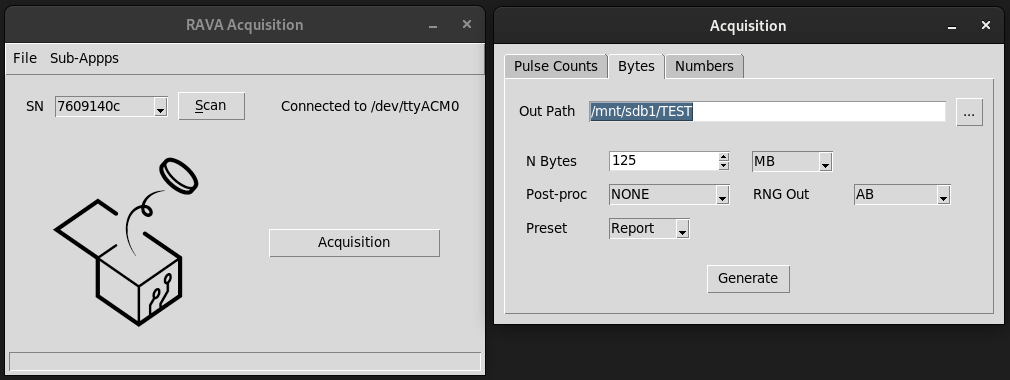 RAVA Acquisition
File Sub-Appps
SN 7609140c Scan Connected to /dev/ttyACM0
Acquisition
Acquisition
Pulse Counts Bytes Numbers
Out Path /mnt/sdb1/TEST ...
N Bytes 125 MB
Post-proc NONE RNG Out AB
Preset Report
Generate